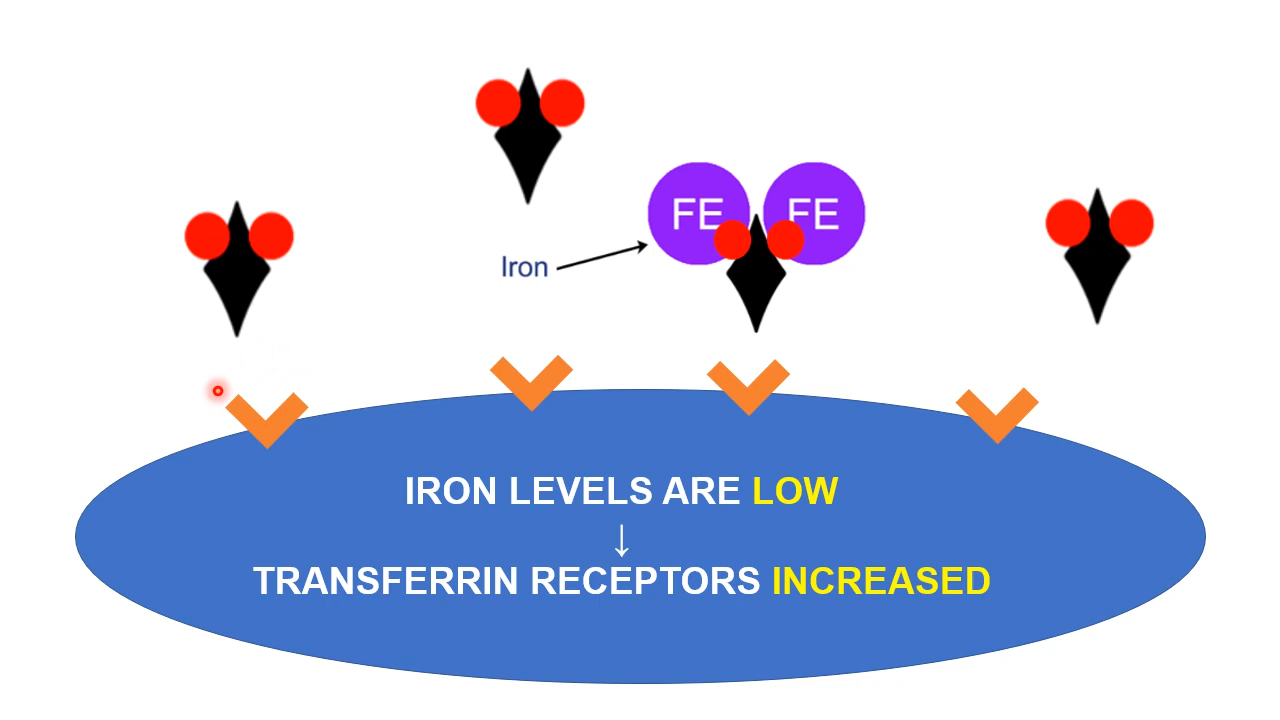 FE FE
Iron
IRON LEVELS ARE LOW
↓
TRANSFERRIN RECEPTORS INCREASED